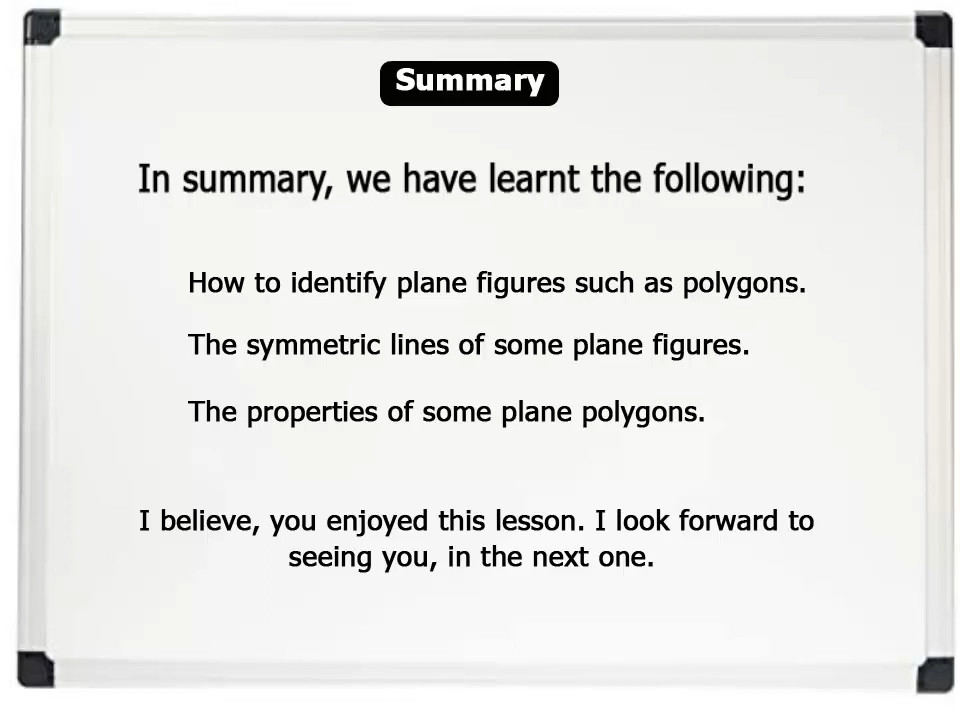 Summary
In summary, we have learnt the following:
How to identify plane figures such as polygons.
The symmetric lines of some plane figures.
The properties of some plane polygons.
I believe, you enjoyed this lesson. I look forward to
seeing you, in the next one.